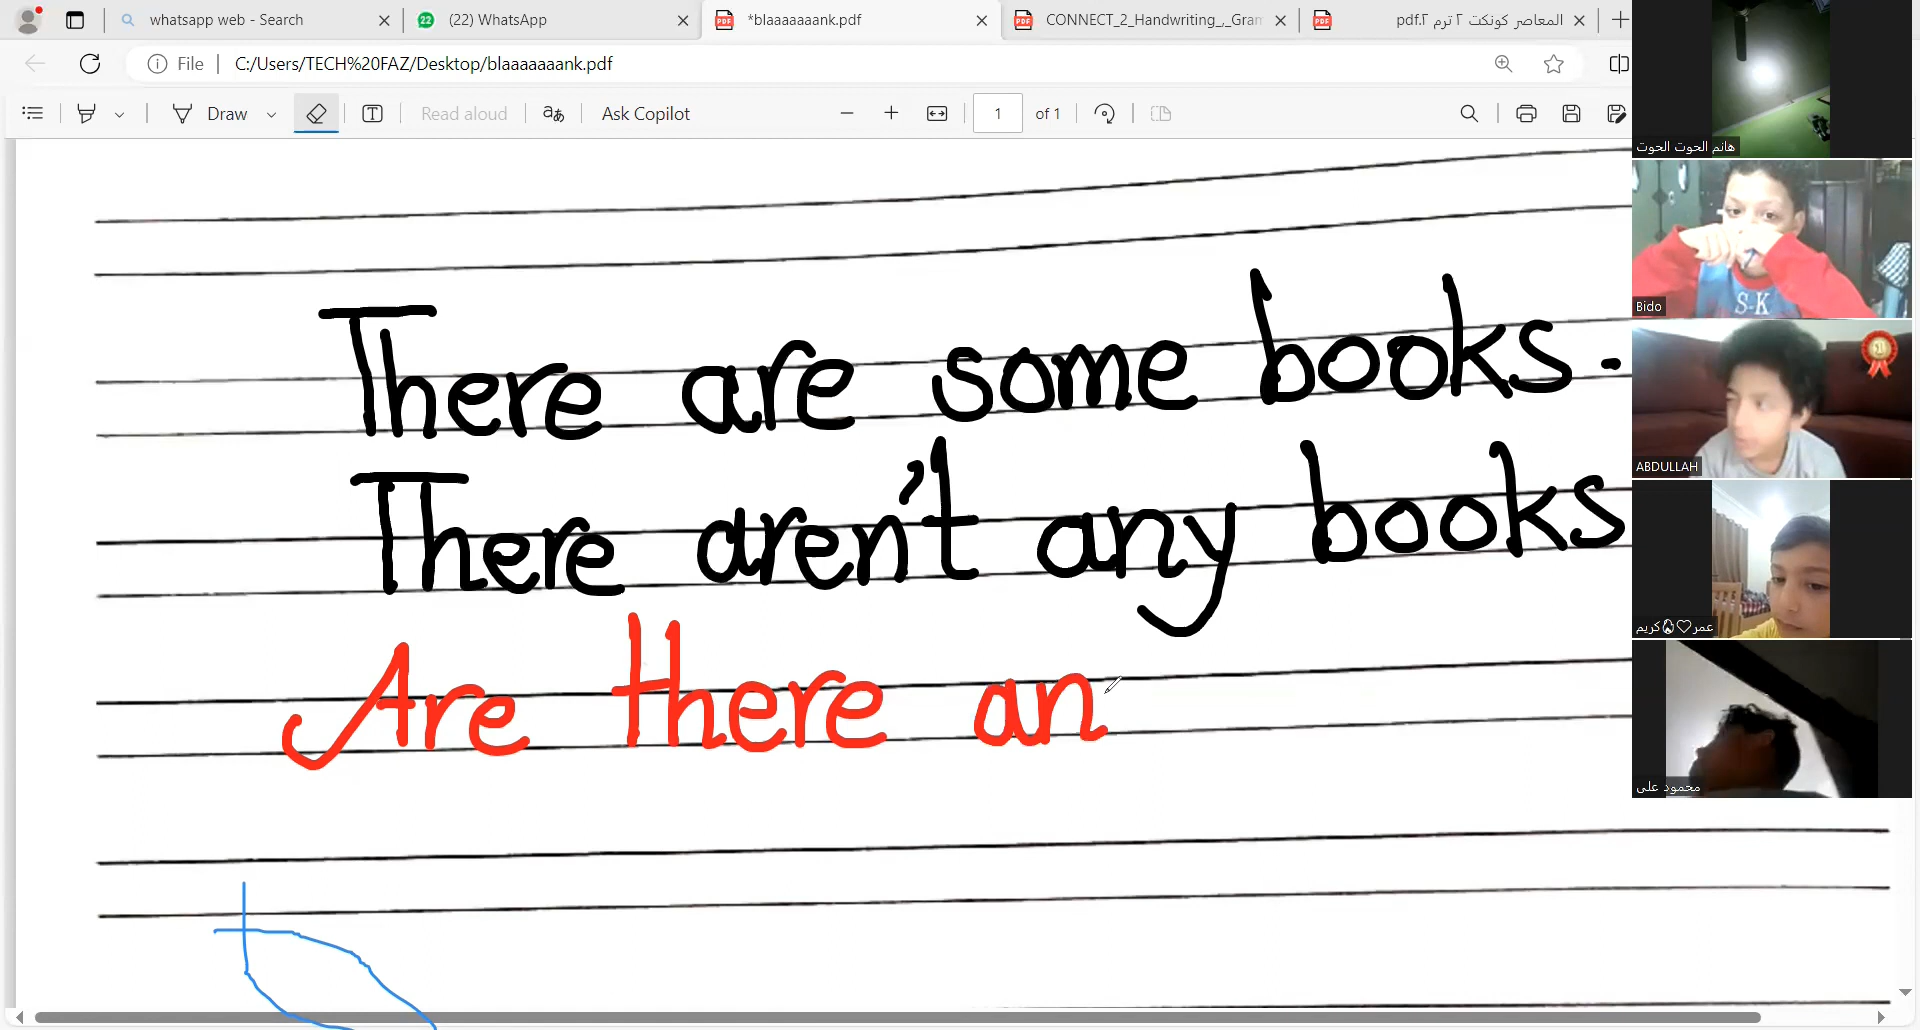 whatsapp web - Search
(22) WhatsApp
*blaaaaaaank.pdf
CONNECT_2_Handwriting_,_Gran
المعاصر كونكت ٢ ترم ٢.pdf
File
C:/Users/TECH%20FAZ/Desktop/blaaaaaaank.pdf
Draw
Read aloud
Ask Copilot
1
of 1
There are some books.
There aren't any books
Are there an
هانم الحوت الحوت
S-K
Bido
ABDULLAH
عمر♡كريم
محمود على